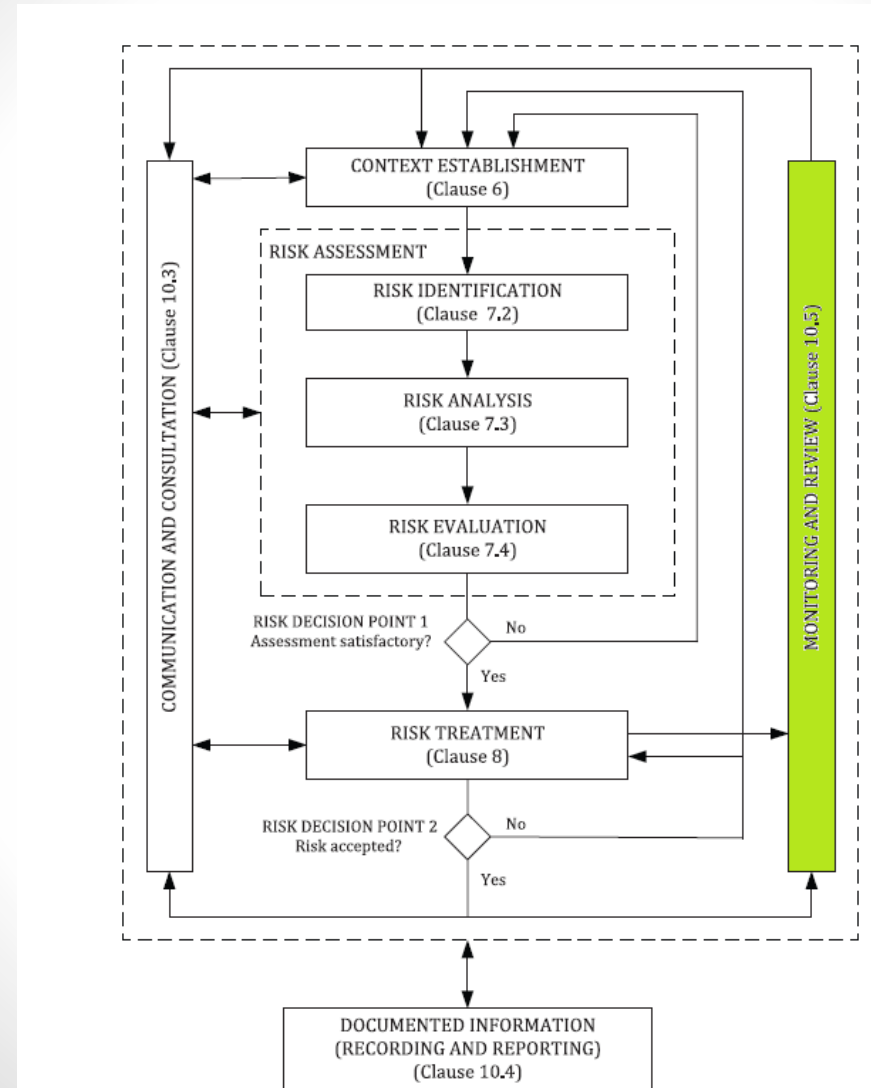 CONTEXT ESTABLISHMENT
(Clause 6)
RISK ASSESSMENT
RISK IDENTIFICATION
(Clause 7.2)
RISK ANALYSIS
(Clause 7.3)
RISK EVALUATION
(Clause 7.4)
RISK DECISION POINT 1
Assessment satisfactory?
No
Yes
RISK TREATMENT
(Clause 8)
RISK DECISION POINT 2
Risk accepted?
No
Yes
COMMUNICATION AND CONSULTATION (Clause 10.3)
MONITORING AND REVIEW (Clause 10.5)
DOCUMENTED INFORMATION
(RECORDING AND REPORTING)
(Clause 10.4)